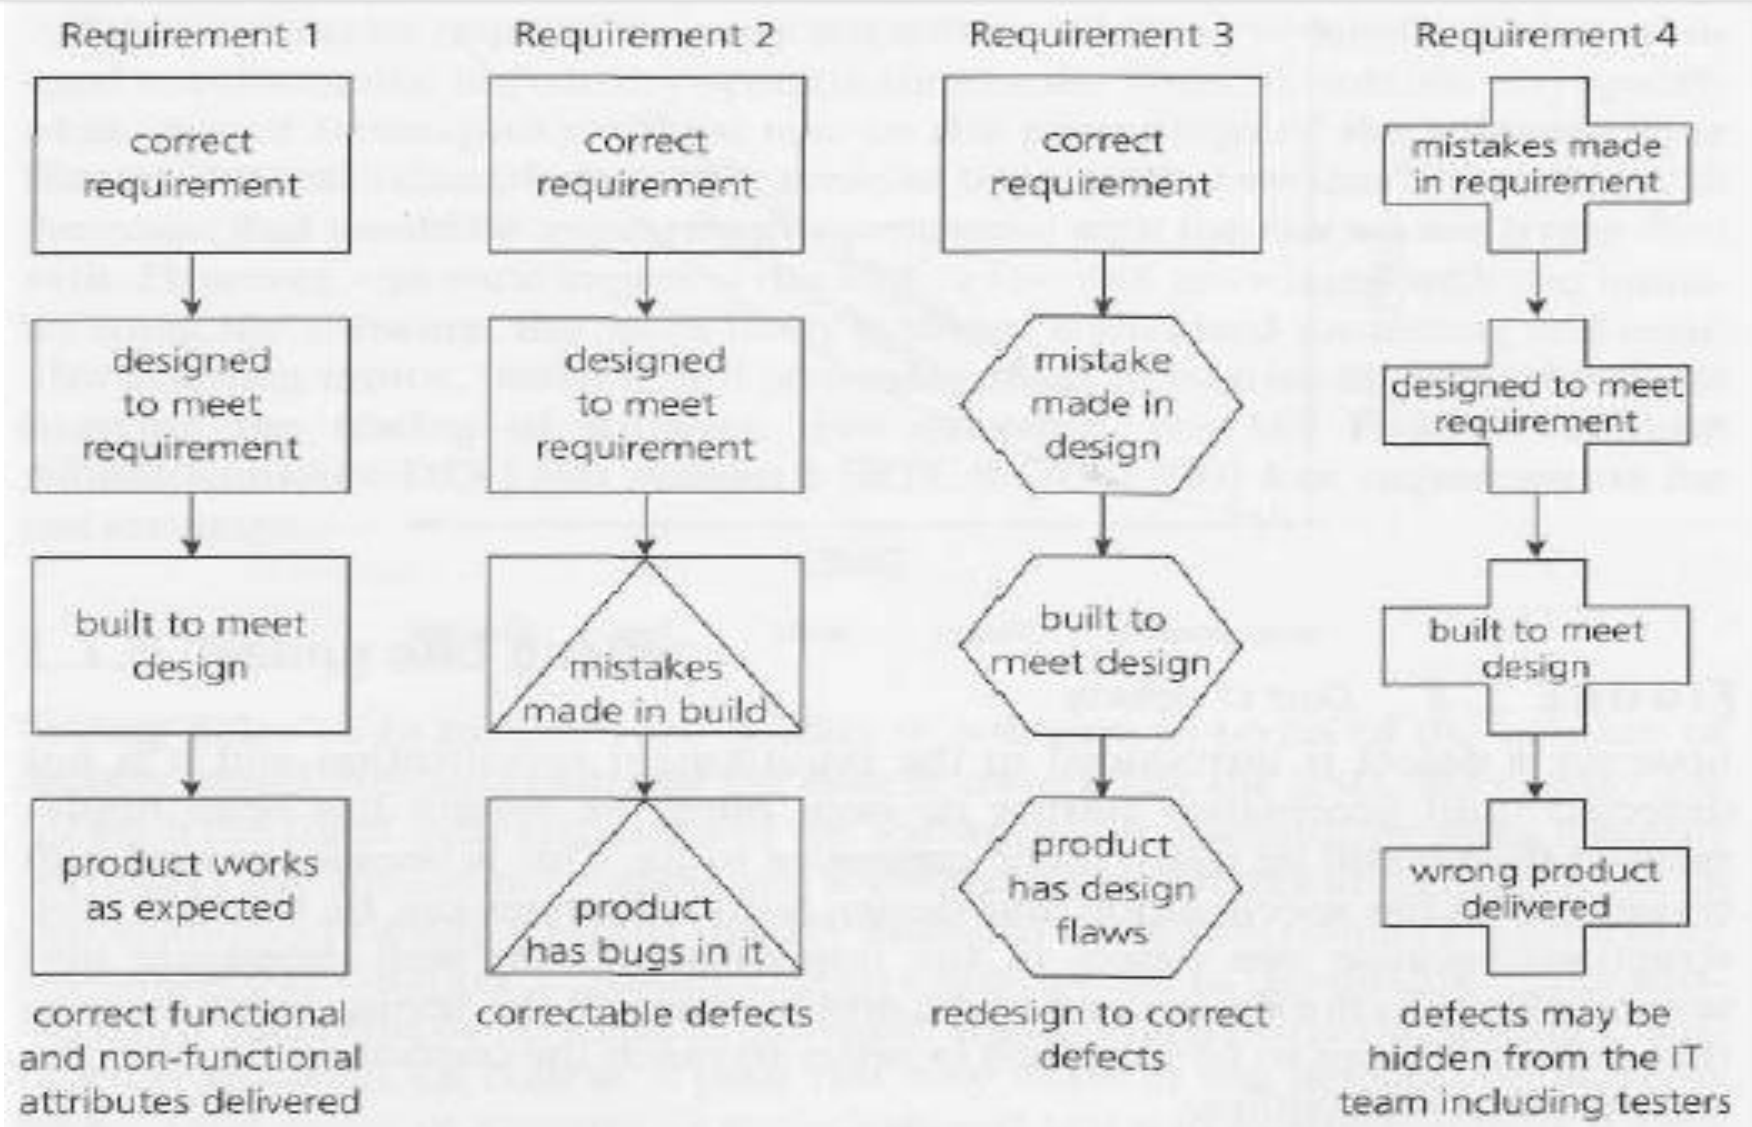 Requirement 1
Requirement 2
Requirement 3
Requirement 4
correct
requirement
correct
requirement
correct
requirement
mistakes made
in requirement
designed
to meet
requirement
designed
to meet
requirement
mistake
made in
design
designed to meet
requirement
built to meet
design
mistakes
made in build
built to
meet design
built to meet
design
product works
as expected
product
has bugs in it
product
has design
flaws
wrong product
delivered
correct functional
and non-functional
attributes delivered
correctable defects
redesign to correct
defects
defects may be
hidden from the IT
team including testers